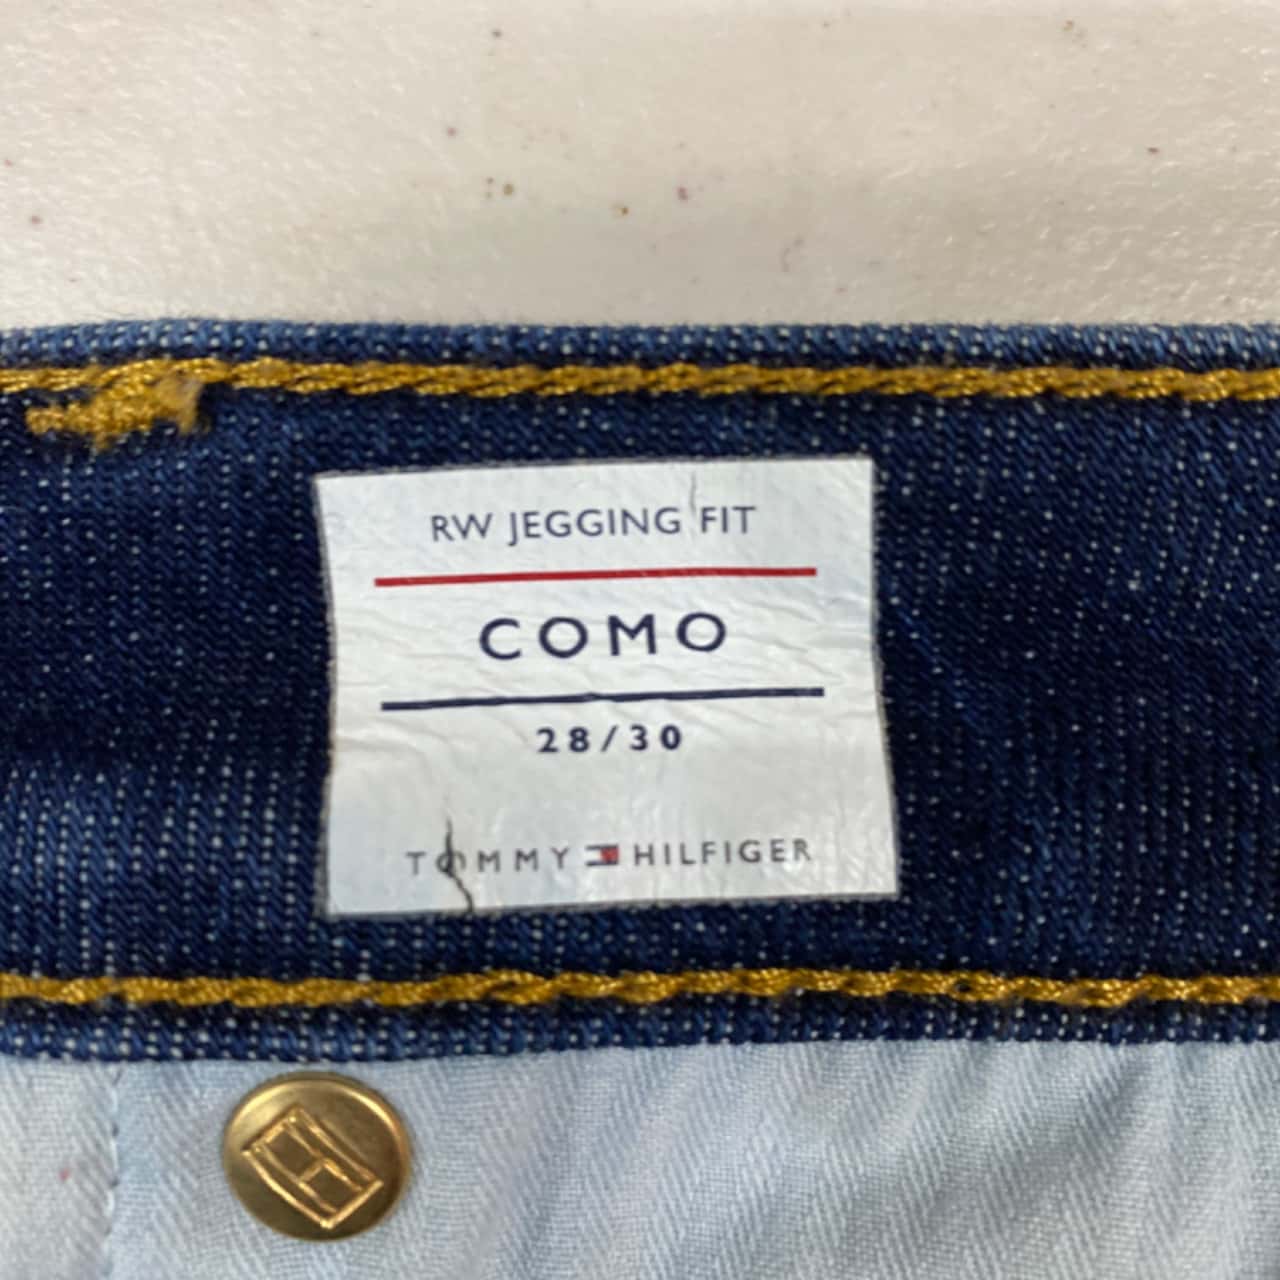 RW JEGGING FIT
COMO
28/30
TOMMY HILFIGER